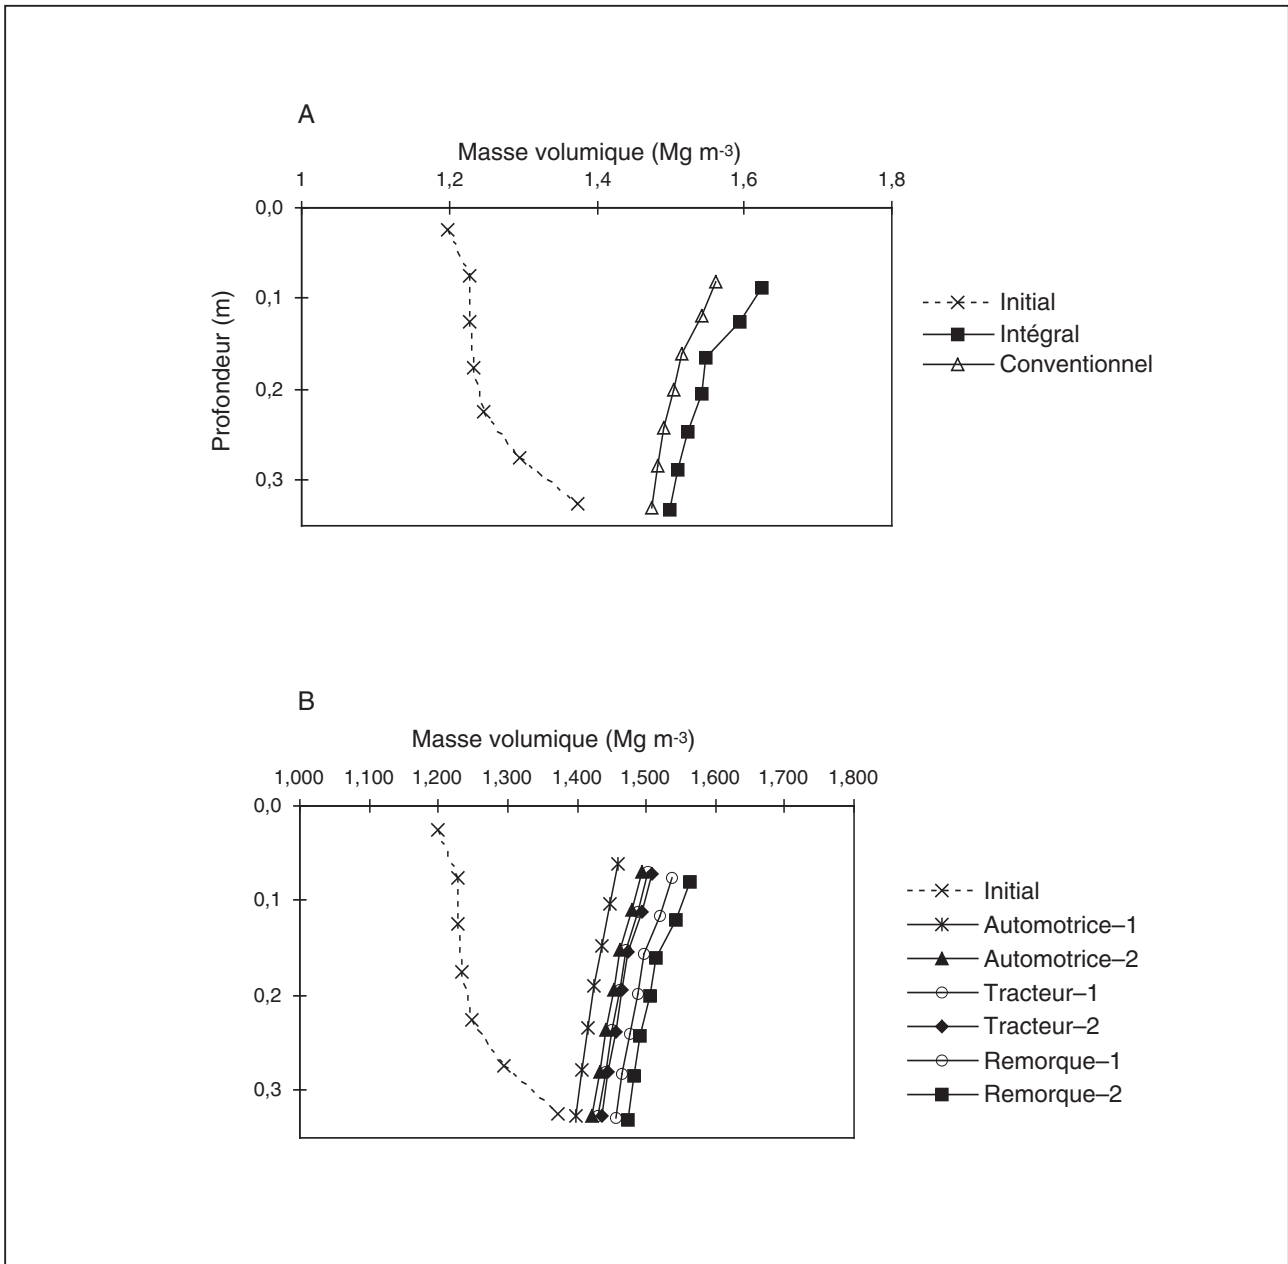 A
Masse volumique (Mg m-3)
1 1,2 1,4 1,6 1,8
0,0
0,1
0,2
0,3
Profondeur (m)
Initial
Intégral
Conventionnel
B
Masse volumique (Mg m-3)
1,000 1,100 1,200 1,300 1,400 1,500 1,600 1,700 1,800
0,0
0,1
0,2
0,3
Initial
Automotrice–1
Automotrice–2
Tracteur–1
Tracteur–2
Remorque–1
Remorque–2